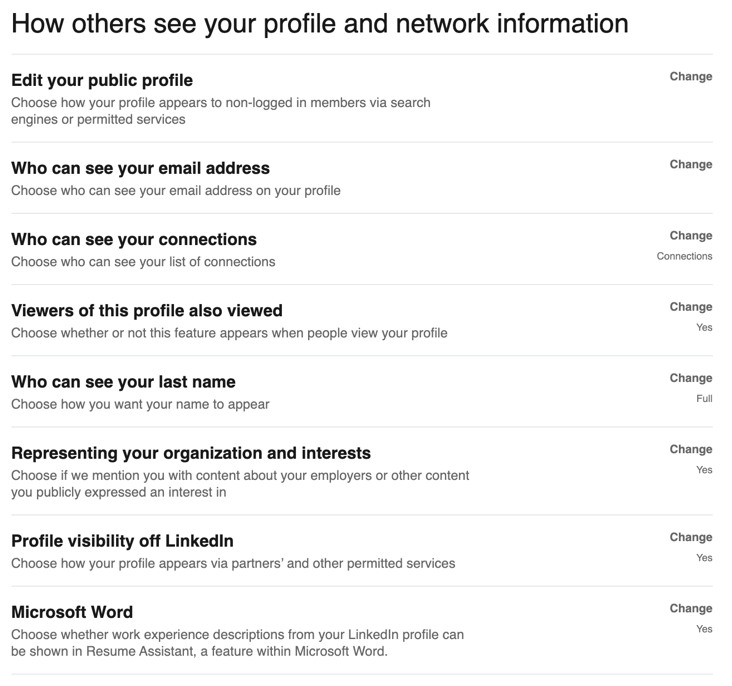 How others see your profile and network information
Edit your public profile
Change
Choose how your profile appears to non-logged in members via search
engines or permitted services
Who can see your email address
Change
Choose who can see your email address on your profile
Who can see your connections
Change
Choose who can see your list of connections
Connections
Viewers of this profile also viewed
Change
Choose whether or not this feature appears when people view your profile
Yes
Who can see your last name
Change
Choose how you want your name to appear
Full
Representing your organization and interests
Change
Choose if we mention you with content about your employers or other content
you publicly expressed an interest in
Yes
Profile visibility off LinkedIn
Change
Choose how your profile appears via partners’ and other permitted services
Yes
Microsoft Word
Change
Choose whether work experience descriptions from your LinkedIn profile can
be shown in Resume Assistant, a feature within Microsoft Word.
Yes